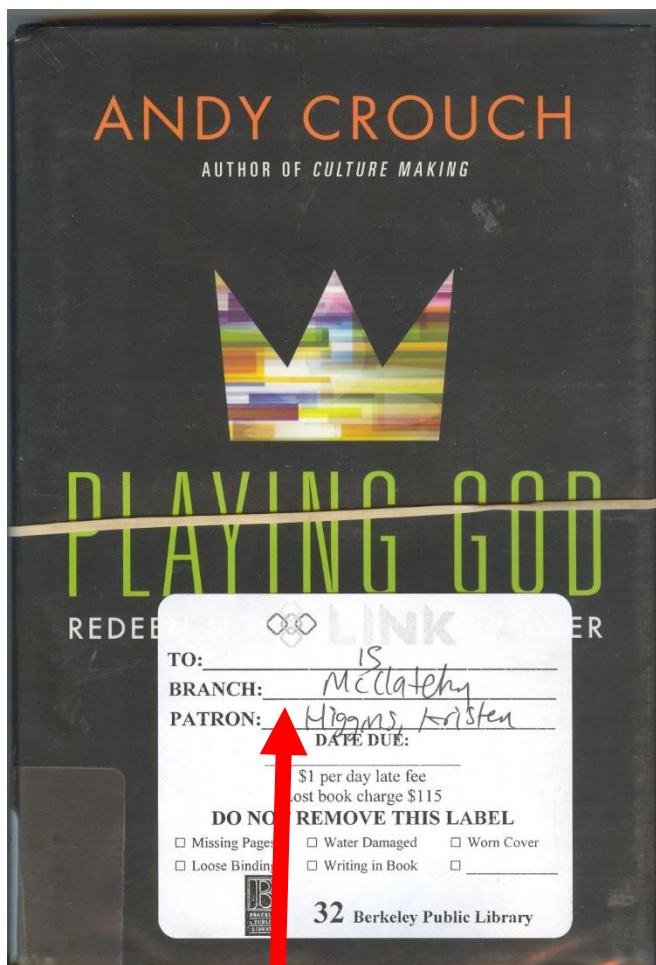 ANDY CROUCH
AUTHOR OF CULTURE MAKING
PLAYING GOD
REDEE ER
LINK
TO: 15
BRANCH: McClatchy
PATRON: Higgins, Kristen
DATE DUE:
$1 per day late fee
ost book charge $115
DO NOT REMOVE THIS LABEL
☐ Missing Pages ☐ Water Damaged ☐ Worn Cover
☐ Loose Binding ☐ Writing in Book ☐
32 Berkeley Public Library